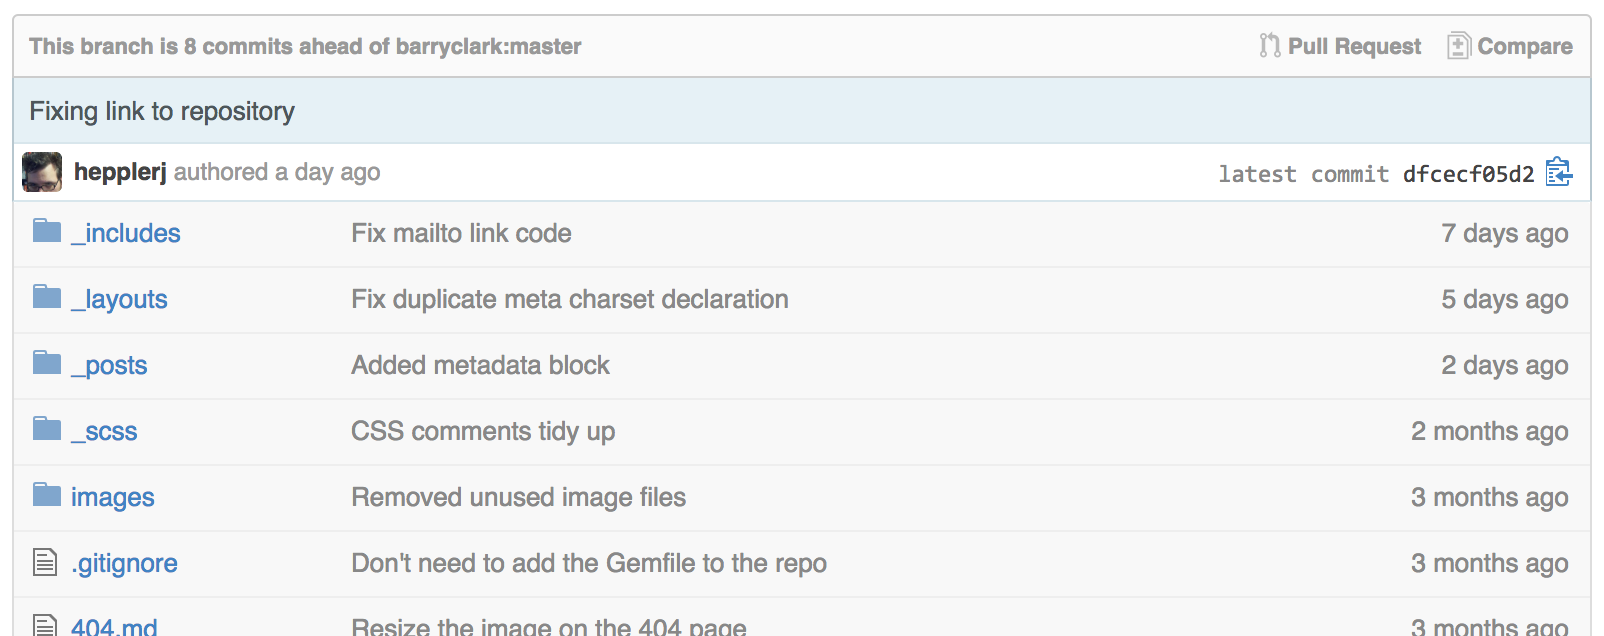 This branch is 8 commits ahead of barryclark:master Pull Request Compare
Fixing link to repository
hepplerj authored a day ago latest commit dfcecf05d2
_includes Fix mailto link code 7 days ago
_layouts Fix duplicate meta charset declaration 5 days ago
_posts Added metadata block 2 days ago
_scss CSS comments tidy up 2 months ago
images Removed unused image files 3 months ago
.gitignore Don't need to add the Gemfile to the repo 3 months ago
404.md Resize the image on the 404 page 3 months ago